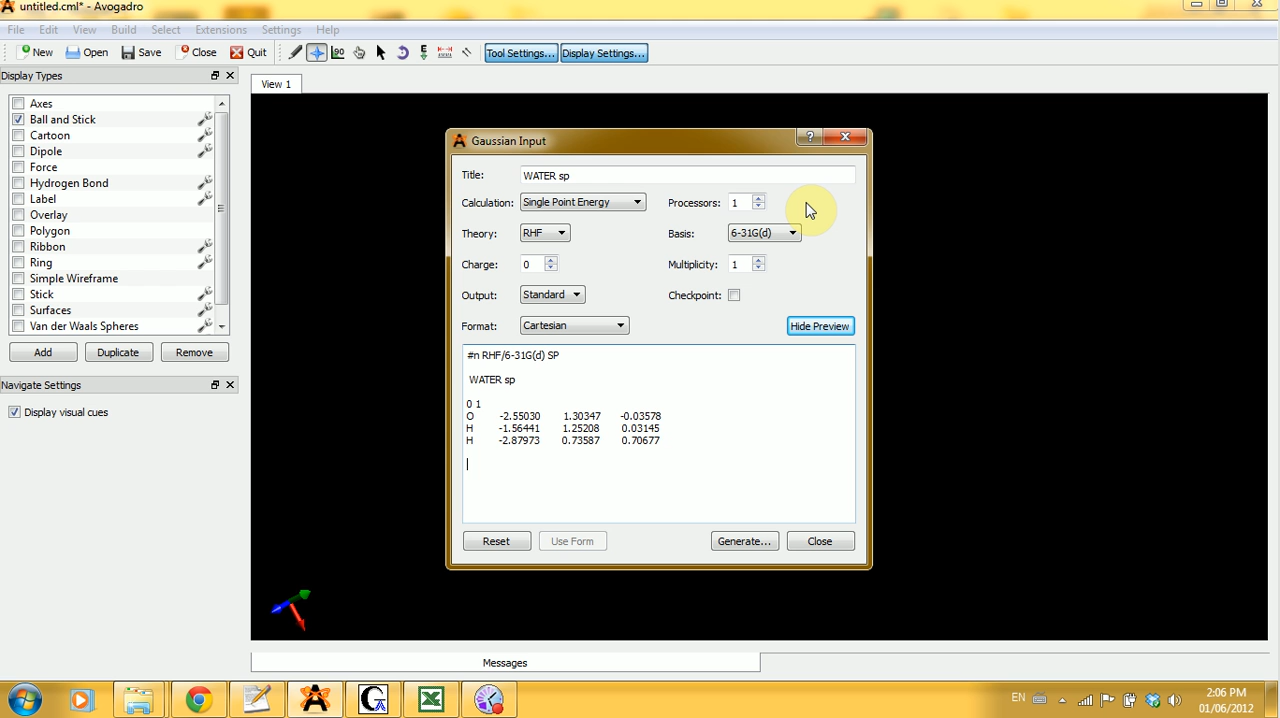 untitled.cml* - Avogadro
File Edit View Build Select Extensions Settings Help
New Open Save Close Quit Tool Settings... Display Settings...
Display Types
Axes
Ball and Stick
Cartoon
Dipole
Force
Hydrogen Bond
Label
Overlay
Polygon
Ribbon
Ring
Simple Wireframe
Stick
Surfaces
Van der Waals Spheres
Add Duplicate Remove
Navigate Settings
Display visual cues
View 1
Gaussian Input
Title: WATER sp
Calculation: Single Point Energy Processors: 1
Theory: RHF Basis: 6-31G(d)
Charge: 0 Multiplicity: 1
Output: Standard Checkpoint:
Format: Cartesian Hide Preview
#n RHF/6-31G(d) SP
WATER sp
0 1
O -2.55030 1.30347 -0.03578
H -1.56441 1.25208 0.03145
H -2.87973 0.73587 0.70677
Reset Use Form Generate... Close
Messages
EN
2:06 PM
01/06/2012